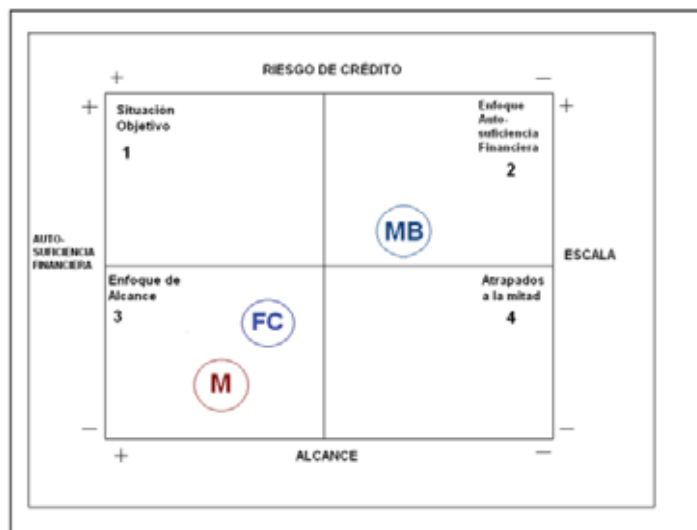 RIESGO DE CRÉDITO
+
—
+
+
Situación
Objetivo
1
Enfoque
Auto-
suficiencia
Financiera
2
MB
AUTO-
SUFICIENCIA
FINANCIERA
ESCALA
Enfoque de
Alcance
3
Atrapados
a la mitad
4
FC
M
—
—
+
—
ALCANCE